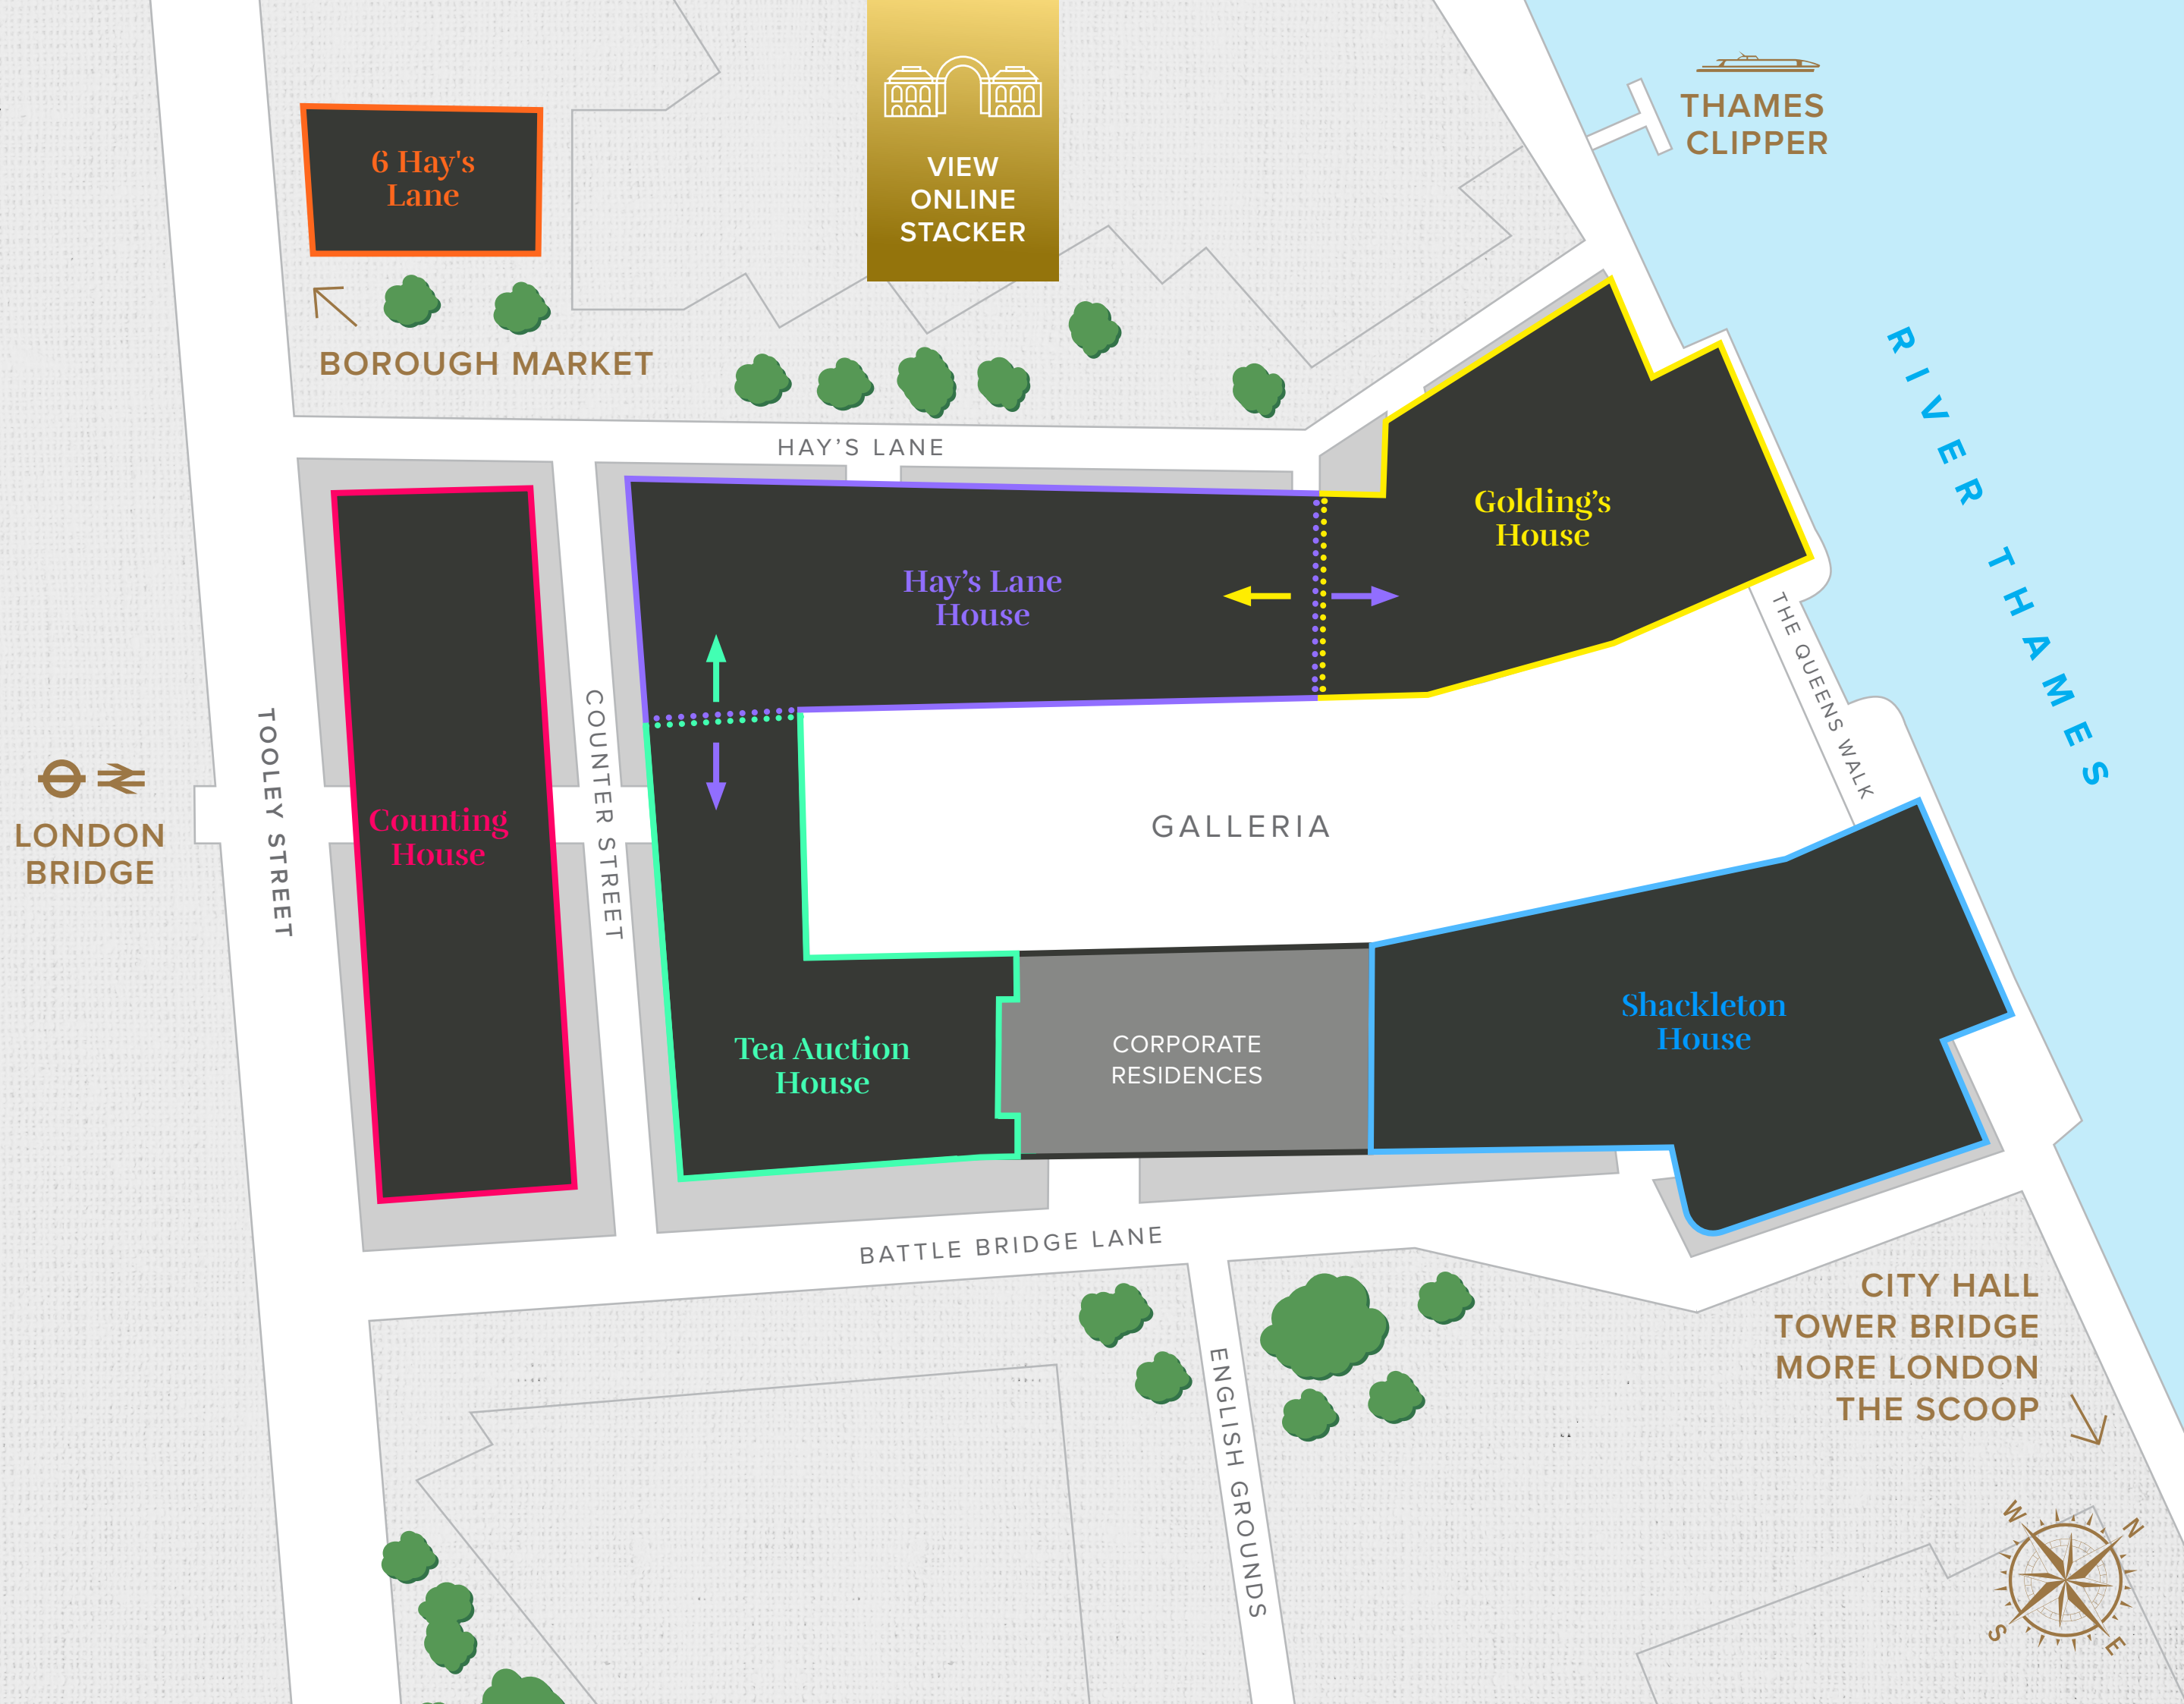 THAMES
CLIPPER
6 Hay's
Lane
VIEW
ONLINE
STACKER
BOROUGH MARKET
HAY’S LANE
RIVER THAMES
Golding’s
House
Hay’s Lane
House
THE QUEENS WALK
COUNTER STREET
TOOLEY STREET
Counting
House
LONDON
BRIDGE
GALLERIA
Tea Auction
House
CORPORATE
RESIDENCES
Shackleton
House
BATTLE BRIDGE LANE
ENGLISH GROUNDS
CITY HALL
TOWER BRIDGE
MORE LONDON
THE SCOOP
W
N
S
E